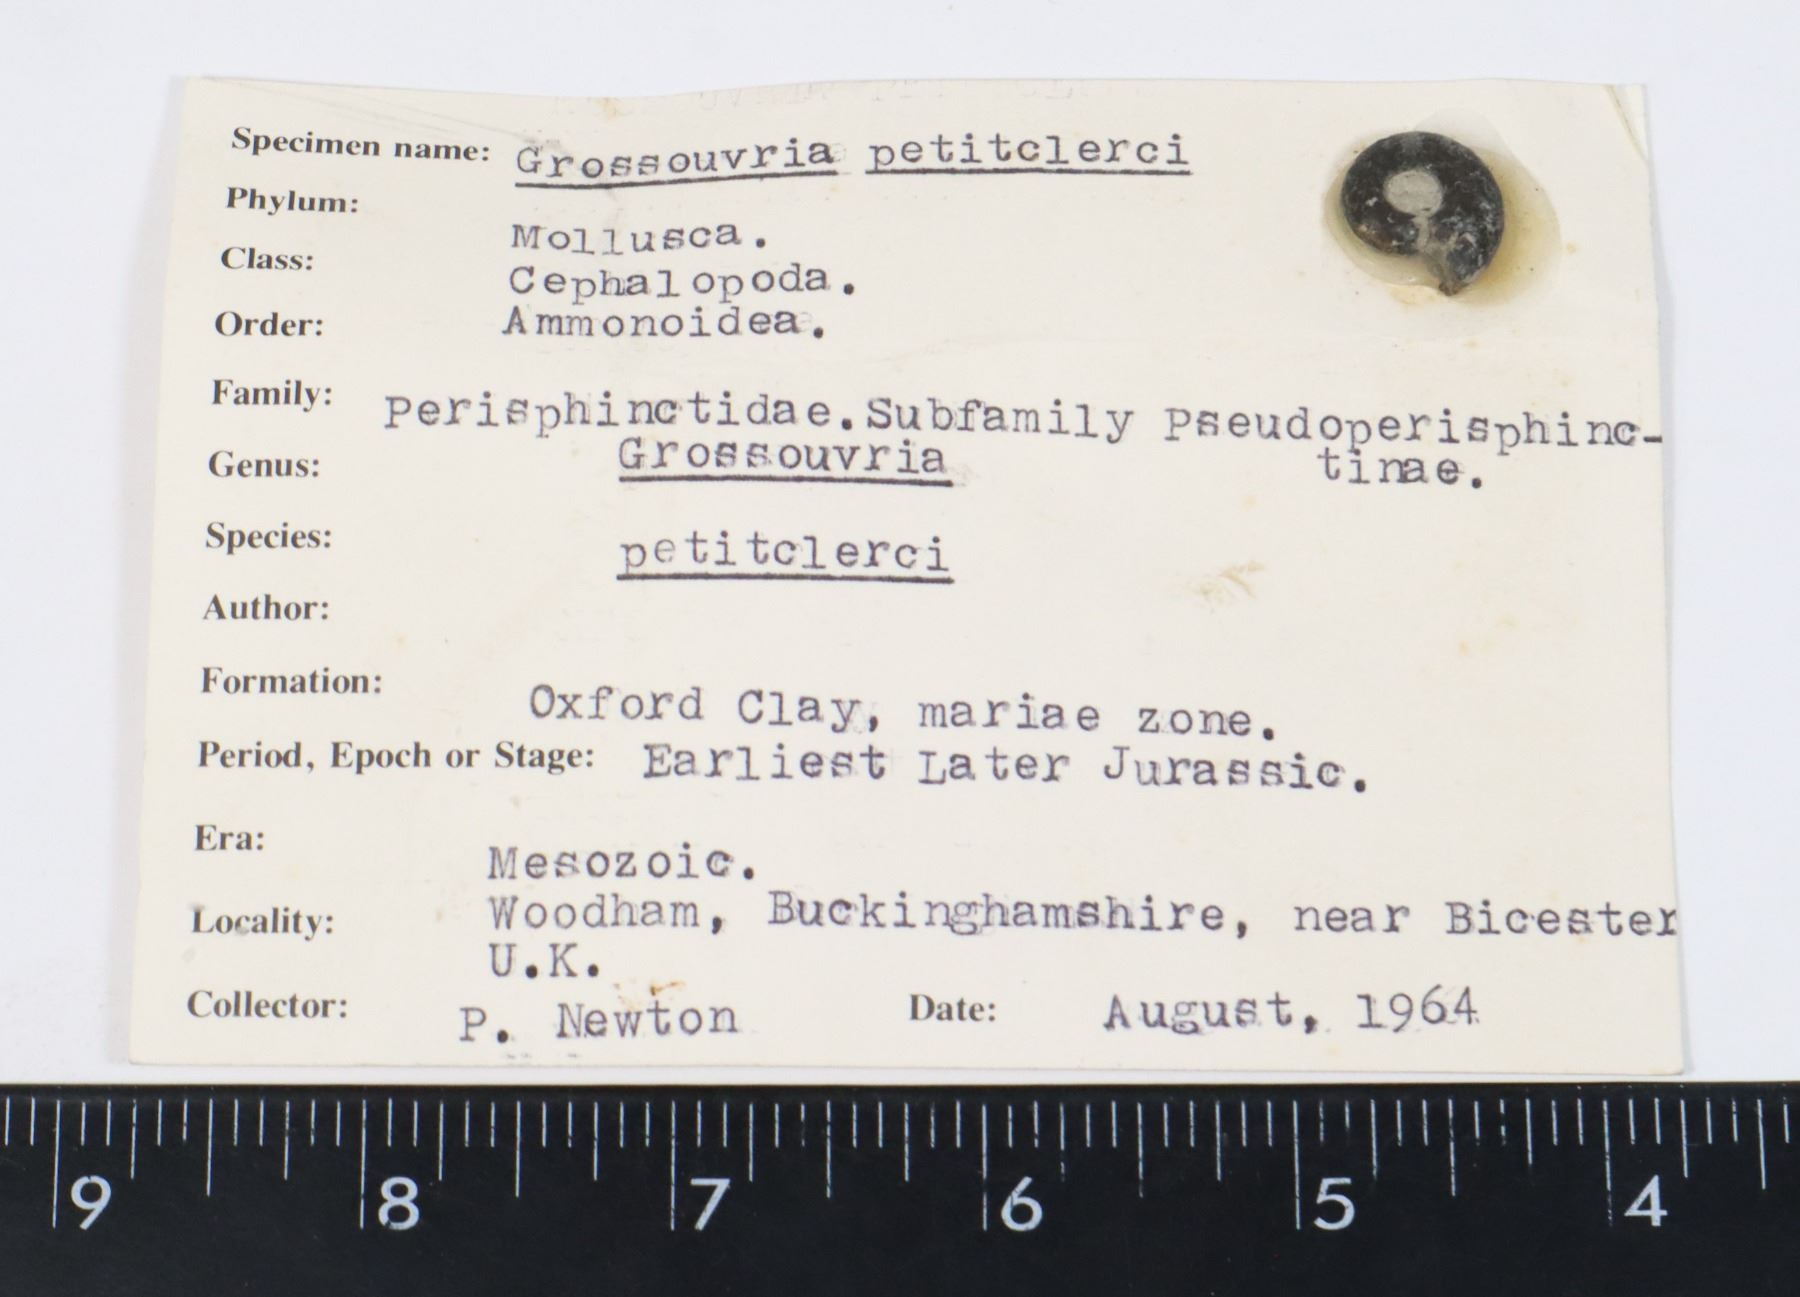 Specimen name: Grossouvria petitclerci
Phylum: Mollusca.
Class: Cephalopoda.
Order: Ammonoidea.
Family: Perisphinctidae. Subfamily Pseudoperisphinc-
tinae.
Genus: Grossouvria
Species: petitclerci
Author:
Formation: Oxford Clay, mariae zone.
Period, Epoch or Stage: Earliest Later Jurassic.
Era: Mesozoic.
Locality: Woodham, Buckinghamshire, near Bicester
U.K.
Collector: P. Newton Date: August, 1964
9 8 7 6 5 4